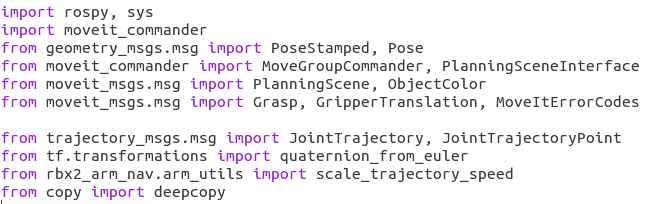 import rospy, sys
import moveit_commander
from geometry_msgs.msg import PoseStamped, Pose
from moveit_commander import MoveGroupCommander, PlanningSceneInterface
from moveit_msgs.msg import PlanningScene, ObjectColor
from moveit_msgs.msg import Grasp, GripperTranslation, MoveItErrorCodes

from trajectory_msgs.msg import JointTrajectory, JointTrajectoryPoint
from tf.transformations import quaternion_from_euler
from rbx2_arm_nav.arm_utils import scale_trajectory_speed
from copy import deepcopy